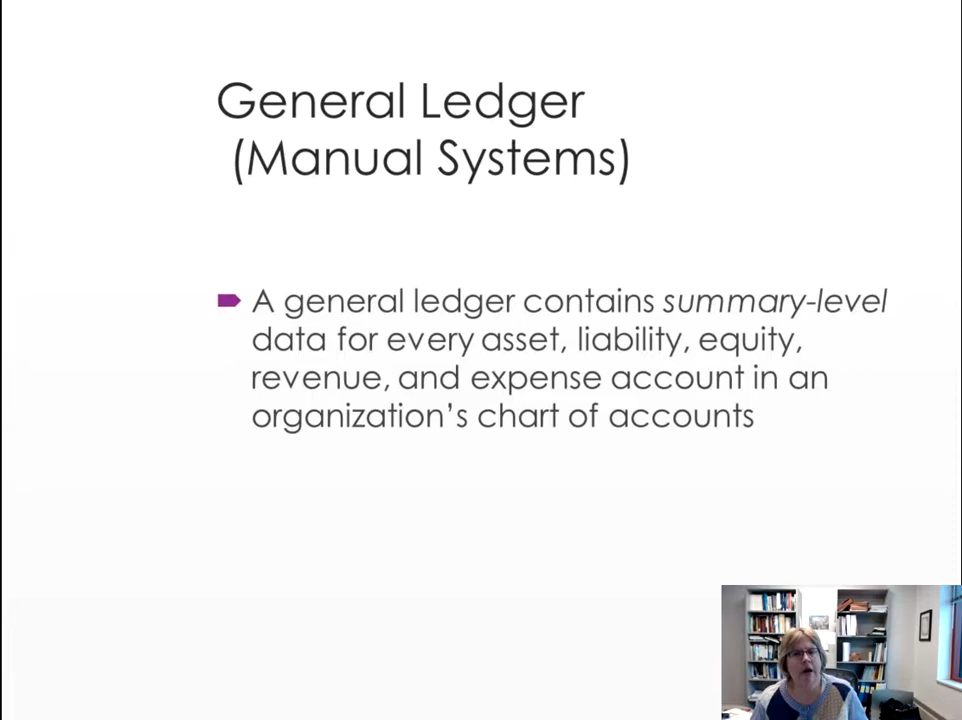 General Ledger
(Manual Systems)
A general ledger contains summary-level
data for every asset, liability, equity,
revenue, and expense account in an
organization's chart of accounts